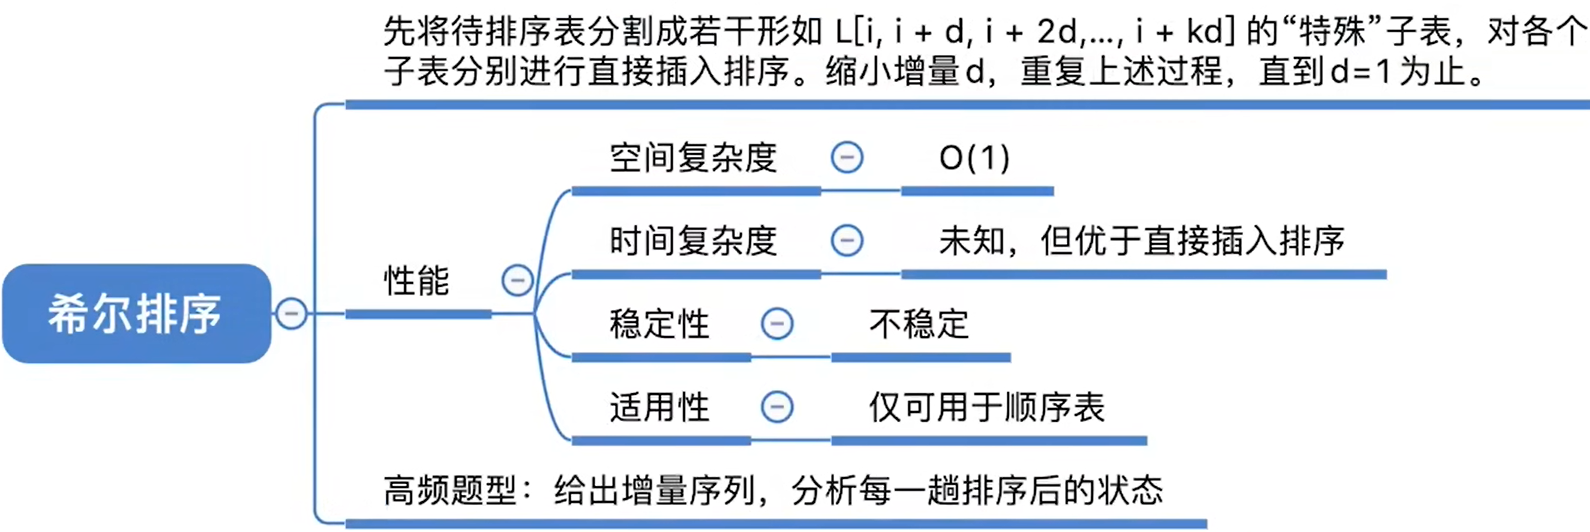 先将待排序表分割成若干形如 L[i, i + d, i + 2d,..., i + kd] 的“特殊”子表，对各个
子表分别进行直接插入排序。缩小增量d，重复上述过程，直到d=1为止。
空间复杂度 O(1)
时间复杂度 未知，但优于直接插入排序
性能
希尔排序
稳定性 不稳定
适用性 仅可用于顺序表
高频题型：给出增量序列，分析每一趟排序后的状态